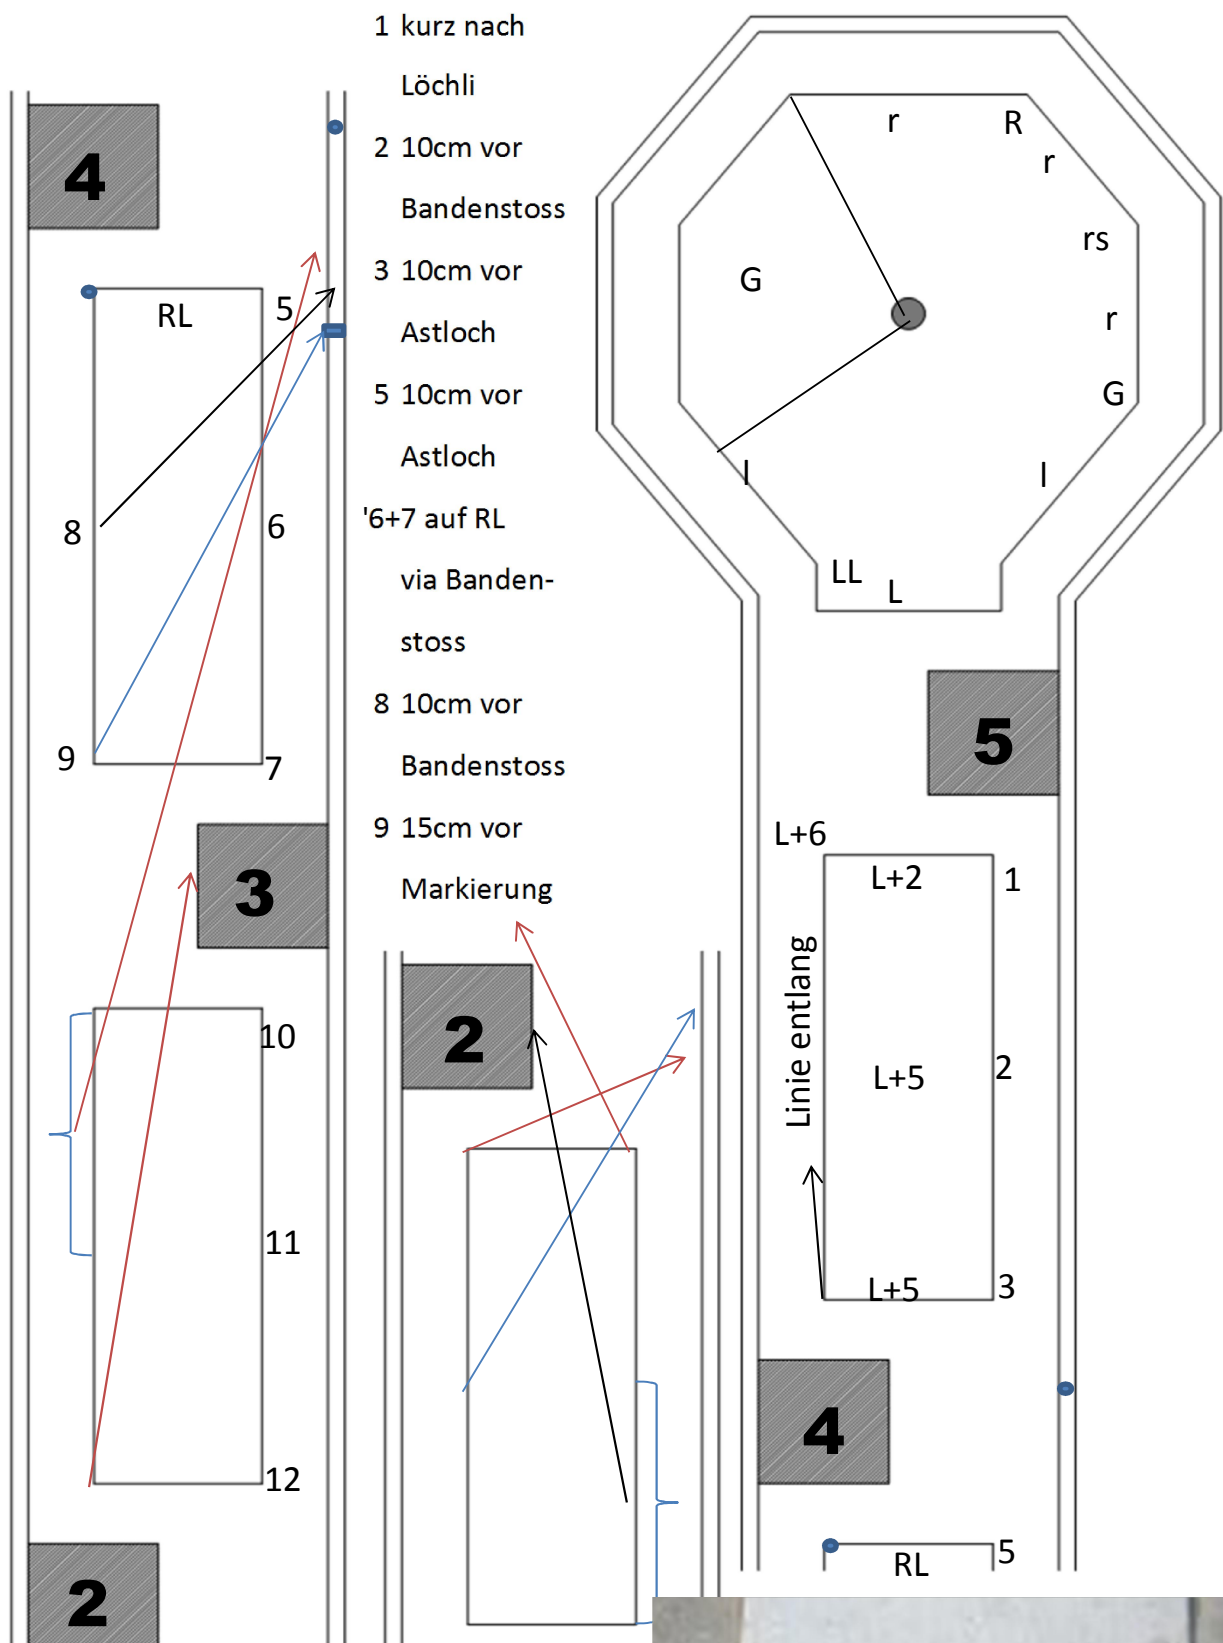 4
RL
5
8
6
9
7
3
10
11
12
2
1 kurz nach
Löchli
2 10cm vor
Bandenstoss
3 10cm vor
Astloch
5 10cm vor
Astloch
'6+7 auf RL
via Banden-
stoss
8 10cm vor
Bandenstoss
9 15cm vor
Markierung
2
r
R
r
rs
G
r
G
l
l
LL
L
5
L+6
L+2
1
Linie entlang
L+5
2
L+5
3
4
RL
5